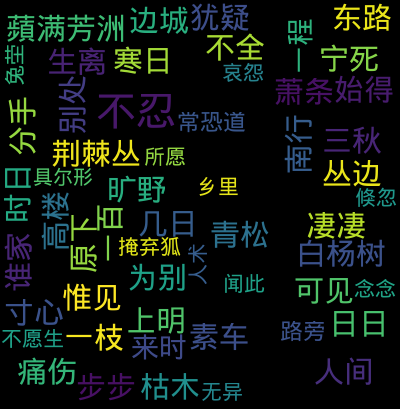 蘋满芳洲
边城
犹疑
东路
茕茕
生离
寒日
不全
一程
宁死
哀怨
萧条
始得
分手
别处
不忍
常恐道
南行
三秋
荆棘丛
所愿
丛边
时日
具尔形
旷野
乡里
倏忽
高楼
原下
一百
几日
青松
凄凄
谁家
掩弃狐
人术
白杨树
为别
闻此
寸心
惟见
可见
念念
不愿生
一枝
上明
来时
素车
路旁
日日
痛伤
步步
枯木
无异
人间